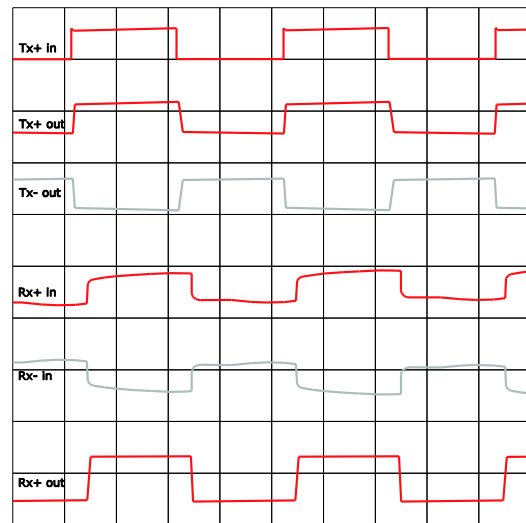 Tx+ in
Tx+ out
Tx- out
Rx+ in
Rx- in
Rx+ out